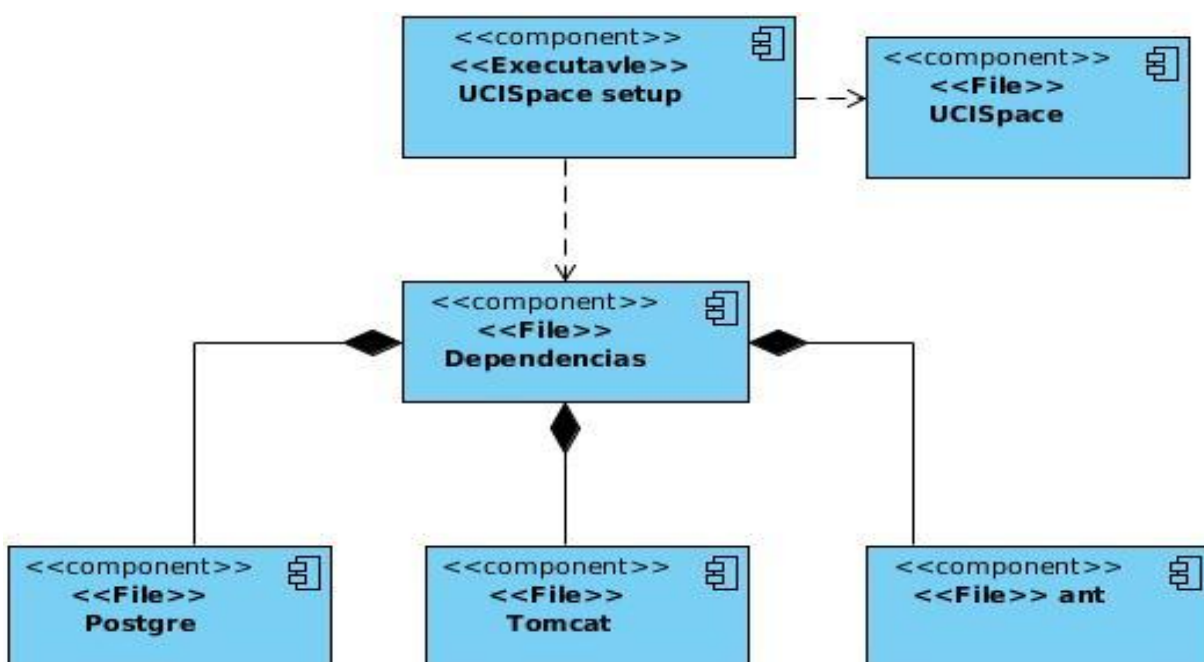 <<component>>
<<Executavle>>
UCISpace setup
<<component>>
<<File>>
UCISpace
<<component>>
<<File>>
Dependencias
<<component>>
<<File>>
Postgre
<<component>>
<<File>>
Tomcat
<<component>>
<<File>> ant